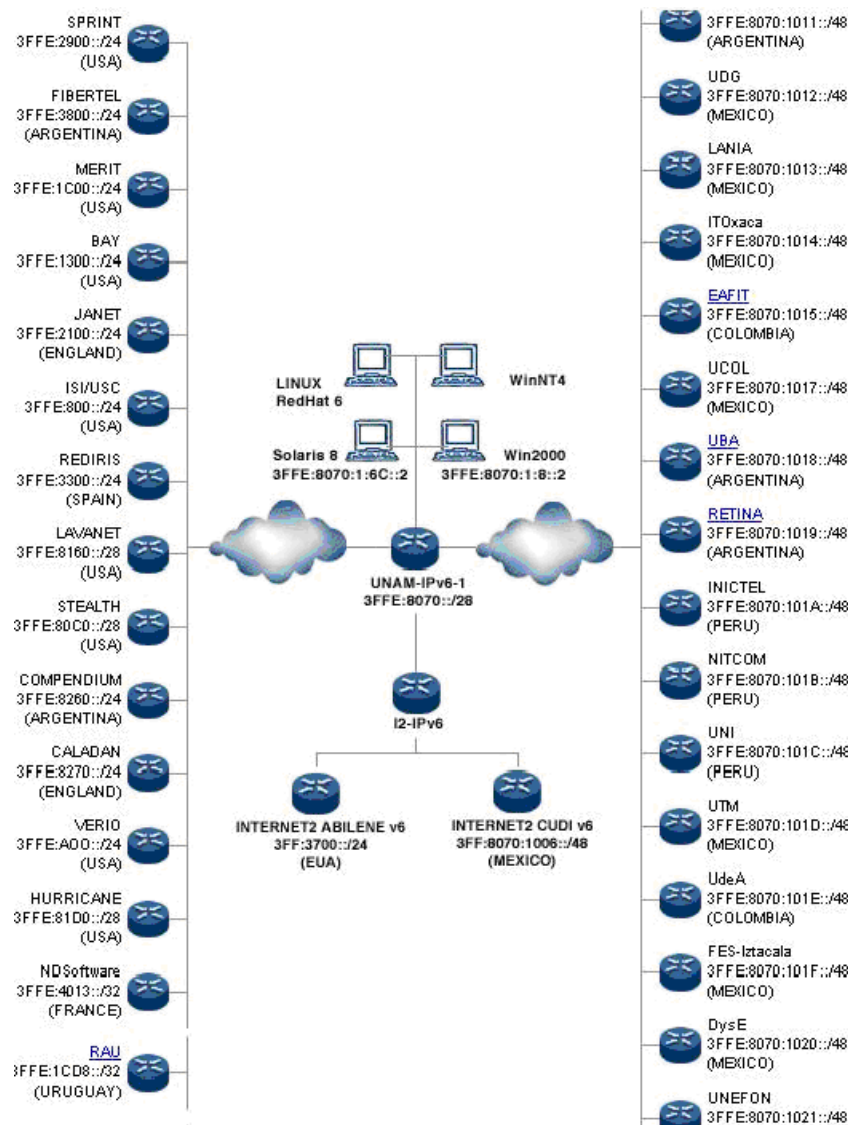 SPRINT
3FFE:2900::/24
(USA)
FIBERTEL
3FFE:3800::/24
(ARGENTINA)
MERIT
3FFE:1C00::/24
(USA)
BAY
3FFE:1300::/24
(USA)
JANET
3FFE:2100::/24
(ENGLAND)
ISI/USC
3FFE:800::/24
(USA)
REDIRIS
3FFE:3300::/24
(SPAIN)
LAVANET
3FFE:8160::/28
(USA)
STEALTH
3FFE:80C0::/28
(USA)
COMPENDIUM
3FFE:8260::/24
(ARGENTINA)
CALADAN
3FFE:8270::/24
(ENGLAND)
VERIO
3FFE:A00::/24
(USA)
HURRICANE
3FFE:81D0::/28
(USA)
NDSoftware
3FFE:4013::/32
(FRANCE)
RAU
3FFE:1CD8::/32
(URUGUAY)
LINUX
RedHat 6
WinNT4
Solaris 8
3FFE:8070:1:6C::2
Win2000
3FFE:8070:1:8::2
UNAM-IPv6-1
3FFE:8070::/28
I2-IPv6
INTERNET2 ABILENE v6
3FF:3700::/24
(EUA)
INTERNET2 CUDI v6
3FF:8070:1006::/48
(MEXICO)
3FFE:8070:1011::/48
(ARGENTINA)
UDG
3FFE:8070:1012::/48
(MEXICO)
LANIA
3FFE:8070:1013::/48
(MEXICO)
ITOxaca
3FFE:8070:1014::/48
(MEXICO)
EAFIT
3FFE:8070:1015::/48
(COLOMBIA)
UCOL
3FFE:8070:1017::/48
(MEXICO)
UBA
3FFE:8070:1018::/48
(ARGENTINA)
RETINA
3FFE:8070:1019::/48
(ARGENTINA)
INICTEL
3FFE:8070:101A::/48
(PERU)
NITCOM
3FFE:8070:101B::/48
(PERU)
UNI
3FFE:8070:101C::/48
(PERU)
UTM
3FFE:8070:101D::/48
(MEXICO)
UdeA
3FFE:8070:101E::/48
(COLOMBIA)
FES-Iztacala
3FFE:8070:101F::/48
(MEXICO)
DysE
3FFE:8070:1020::/48
(MEXICO)
UNEFON
3FFE:8070:1021::/48